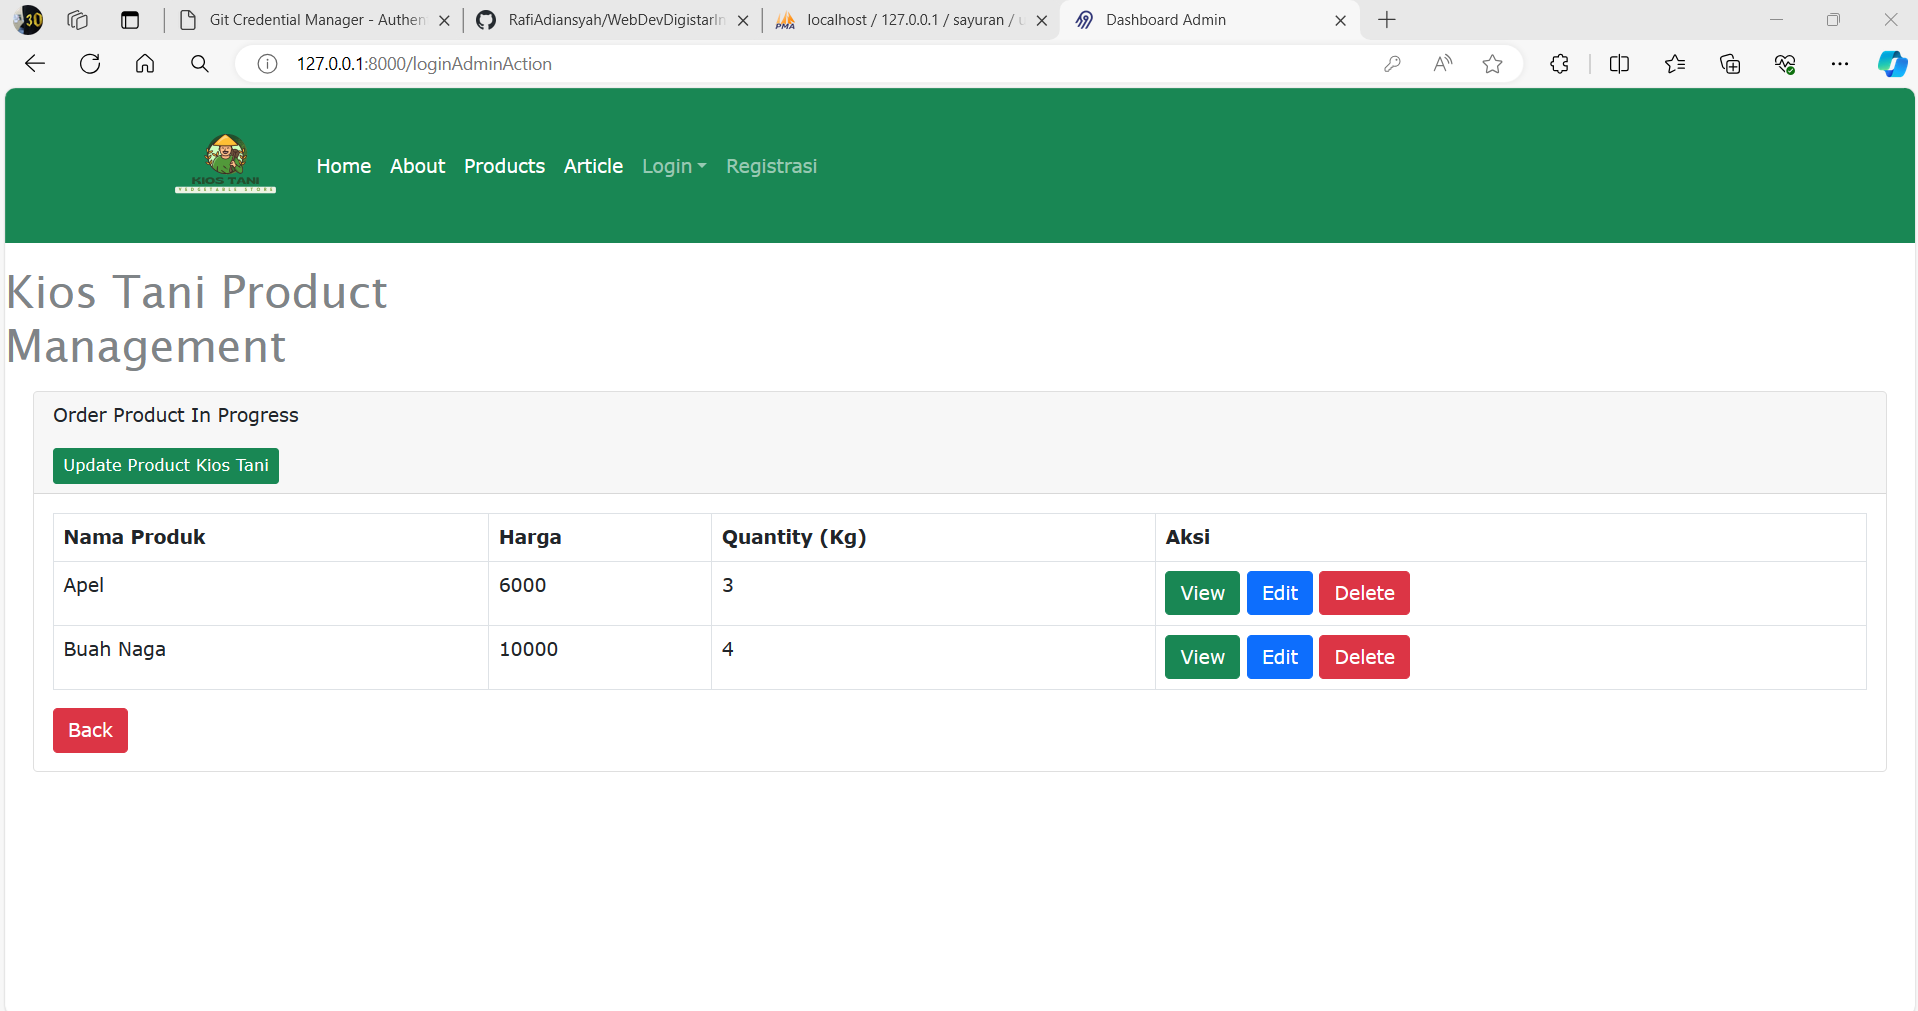 30
Git Credential Manager - Authen
RafiAdiansyah/WebDevDigistarIn
PMA
localhost / 127.0.0.1 / sayuran / u
Dashboard Admin
127.0.0.1:8000/loginAdminAction
KIOS TANI
Home About Products Article Login Registrasi
Kios Tani Product
Management
Order Product In Progress
Update Product Kios Tani
Nama Produk Harga Quantity (Kg) Aksi
Apel 6000 3 View Edit Delete
Buah Naga 10000 4 View Edit Delete
Back